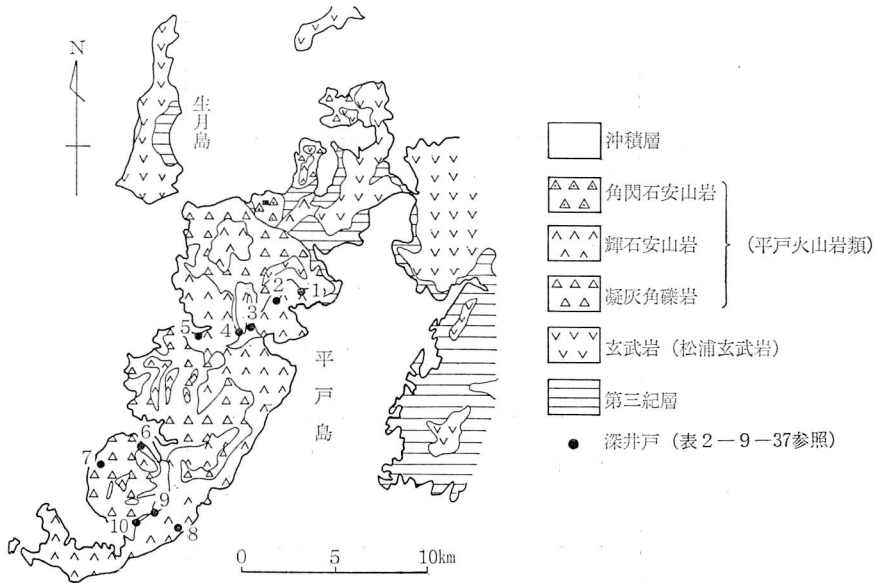 N
生月島
平戸島
1
2
3
4
5
6
7
8
9
10
0 5 10km
沖積層
角閃石安山岩
輝石安山岩
凝灰角礫岩
(平戸火山岩類)
玄武岩（松浦玄武岩）
第三紀層
深井戸（表2－9－37参照）